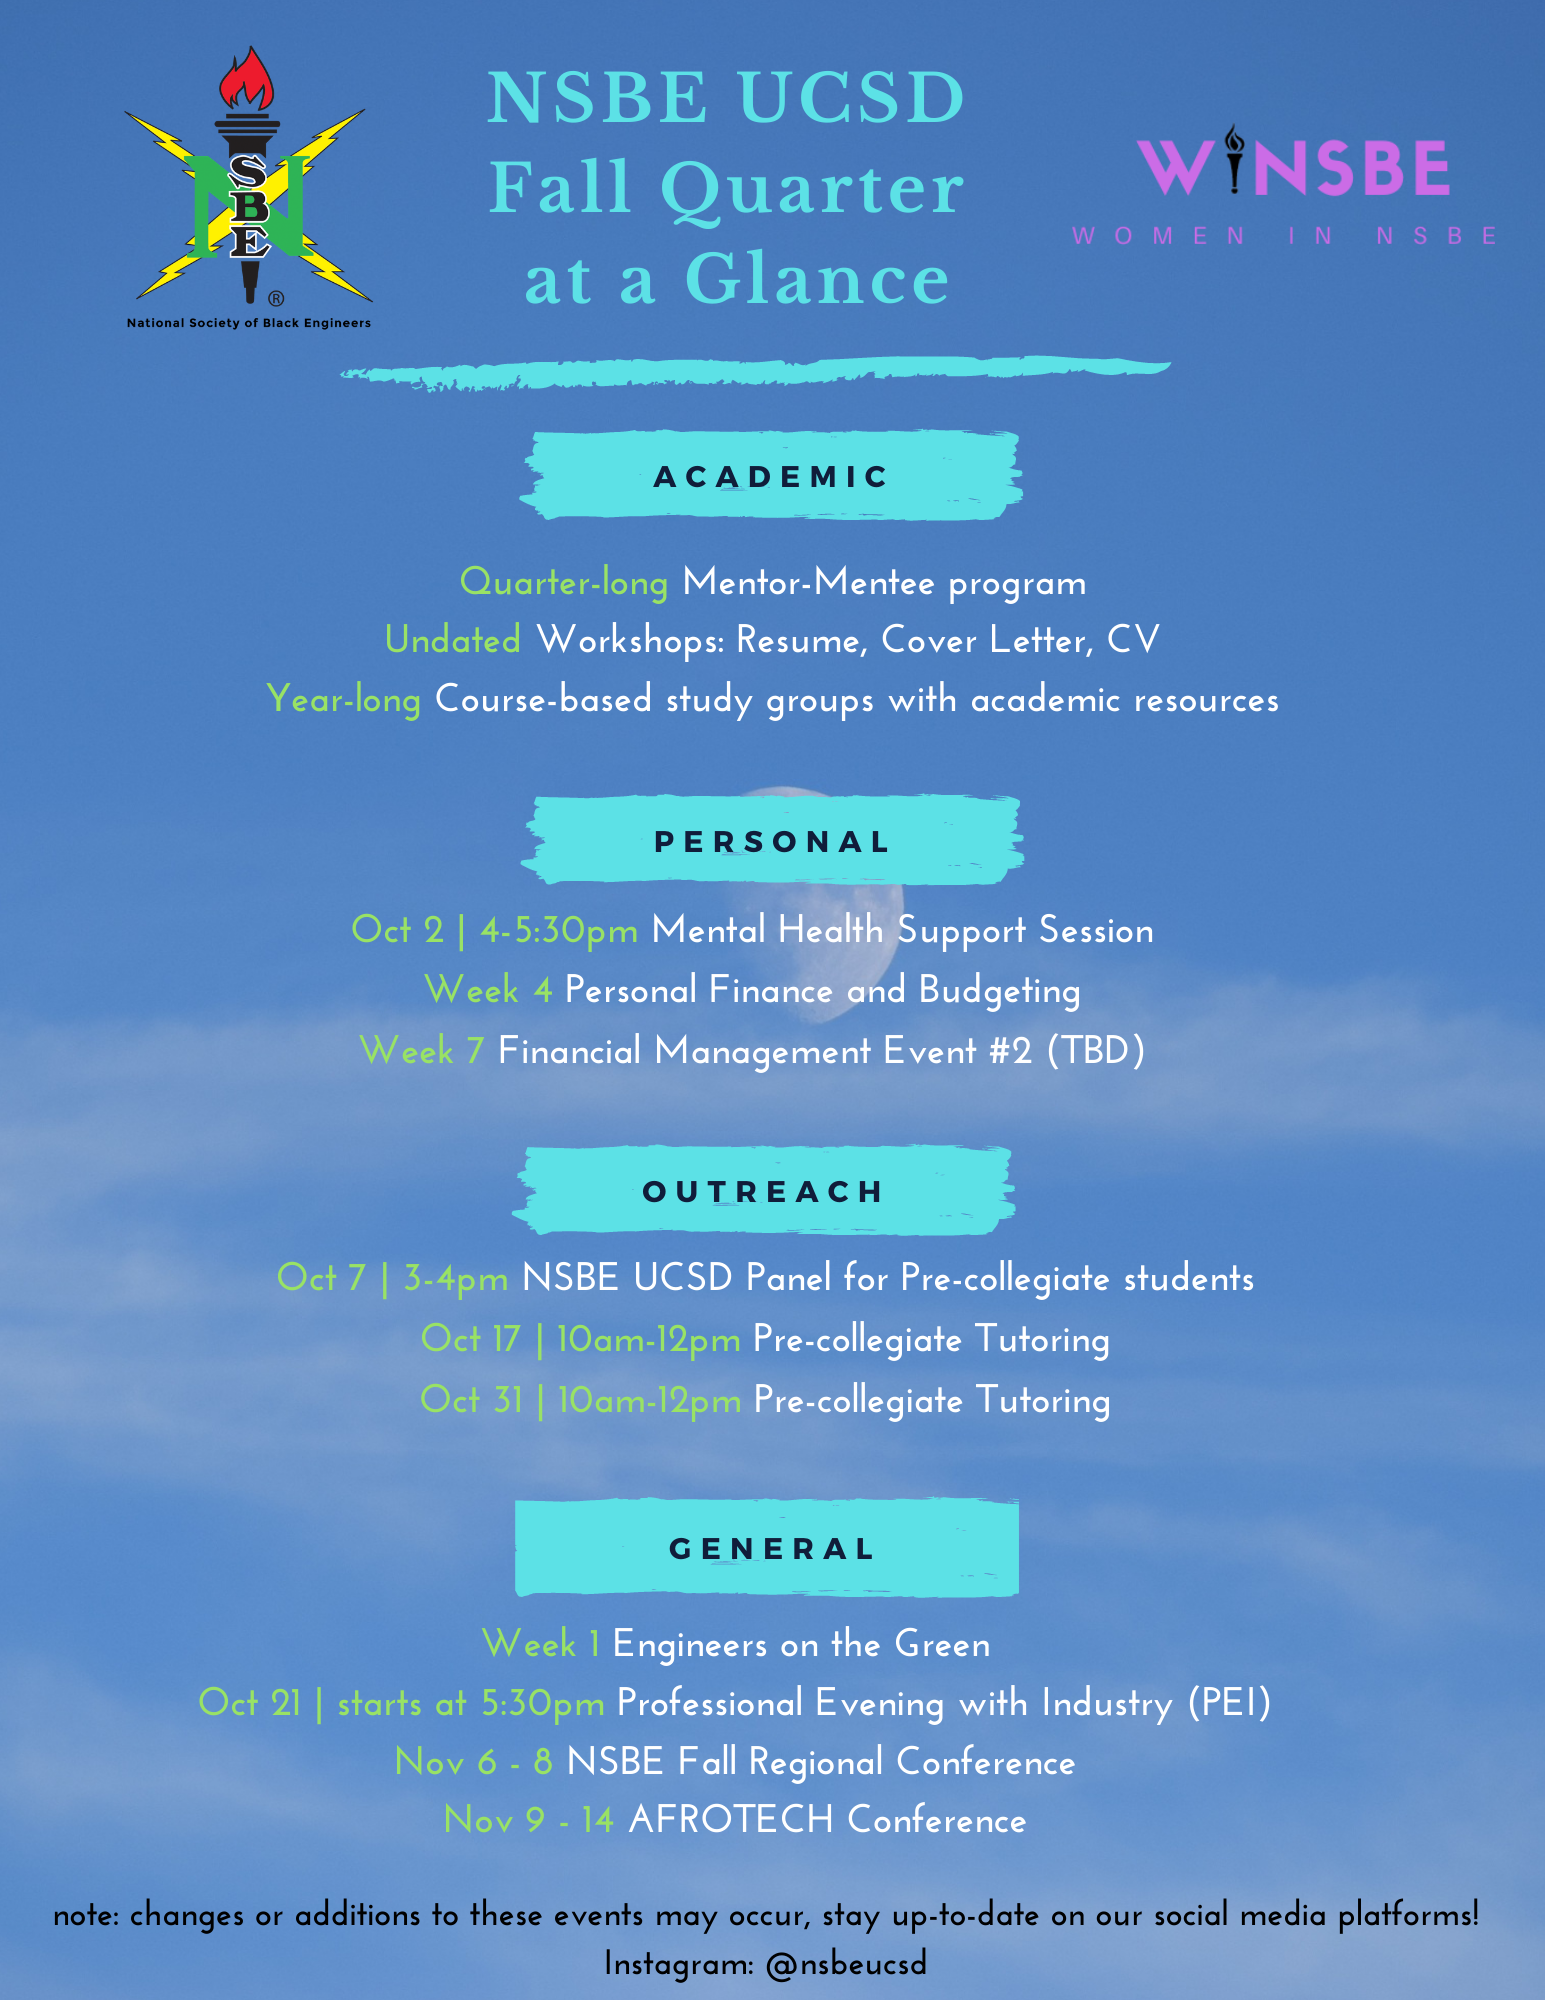 NSBE UCSD
Fall Quarter
at a Glance
NSBE
®
National Society of Black Engineers
WINSBE
WOMEN IN NSBE
ACADEMIC
Quarter-long Mentor-Mentee program
Undated Workshops: Resume, Cover Letter, CV
Year-long Course-based study groups with academic resources
PERSONAL
Oct 2 | 4-5:30pm Mental Health Support Session
Week 4 Personal Finance and Budgeting
Week 7 Financial Management Event #2 (TBD)
OUTREACH
Oct 7 | 3-4pm NSBE UCSD Panel for Pre-collegiate students
Oct 17 | 10am-12pm Pre-collegiate Tutoring
Oct 31 | 10am-12pm Pre-collegiate Tutoring
GENERAL
Week 1 Engineers on the Green
Oct 21 | starts at 5:30pm Professional Evening with Industry (PEI)
Nov 6 - 8 NSBE Fall Regional Conference
Nov 9 - 14 AFROTECH Conference
note: changes or additions to these events may occur, stay up-to-date on our social media platforms!
Instagram: @nsbeucsd